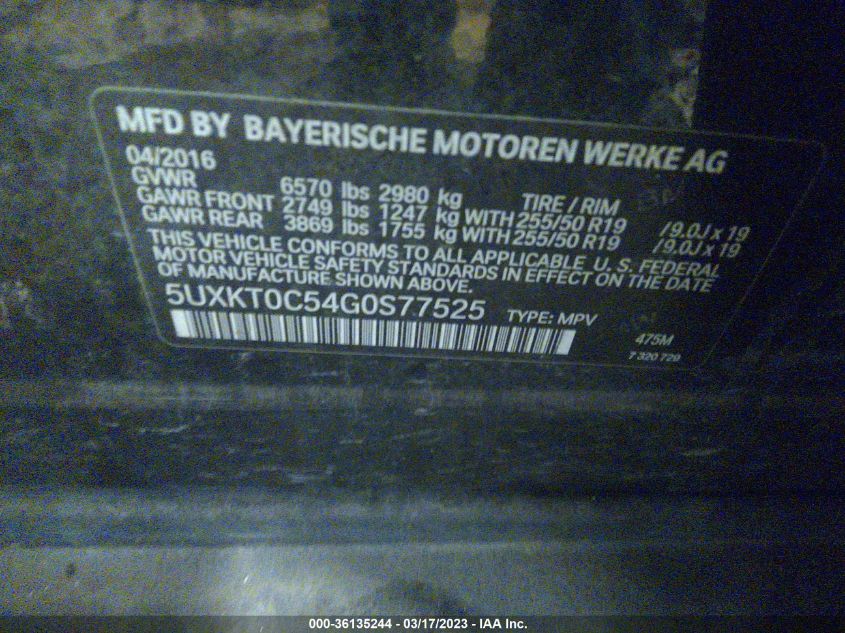 MFD BY BAYERISCHE MOTOREN WERKE AG
04/2016
GVWR 6570 lbs 2980 kg TIRE / RIM
GAWR FRONT 2749 lbs 1247 kg WITH 255/50 R19 /9.0J x 19
GAWR REAR 3869 lbs 1755 kg WITH 255/50 R19 /9.0J x 19
THIS VEHICLE CONFORMS TO ALL APPLICABLE U. S. FEDERAL
MOTOR VEHICLE SAFETY STANDARDS IN EFFECT ON THE DATE
OF MANUFACTURE SHOWN ABOVE.
5UXKT0C54G0S77525 TYPE: MPV
475M
7 320 729
000-36135244 - 03/17/2023 - IAA Inc.